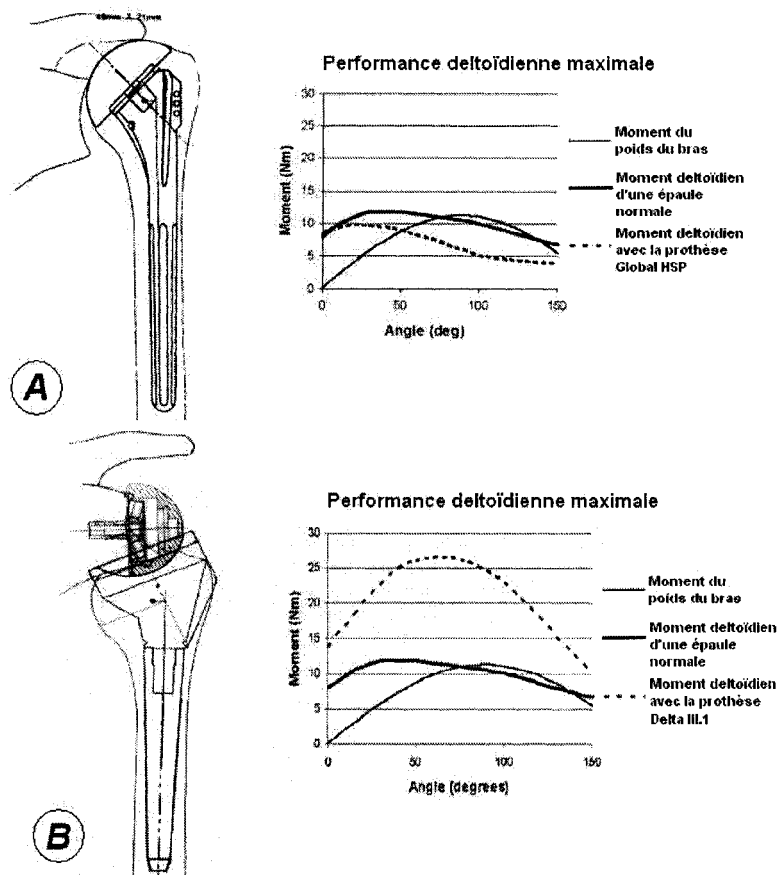 48mm X 21mm
Performance deltoïdienne maximale
30
25
20
15
10
5
0
Moment (Nm)
0 50 100 150
Angle (deg)
Moment du
poids du bras
Moment deltoïdien
d'une épaule
normale
Moment deltoïdien
avec la prothèse
Global HSP
A
Performance deltoïdienne maximale
30
25
20
15
10
5
0
Moment (Nm)
0 50 100 150
Angle (degrees)
Moment du
poids du bras
Moment deltoïdien
d'une épaule
normale
Moment deltoïdien
avec la prothèse
Delta III.1
B